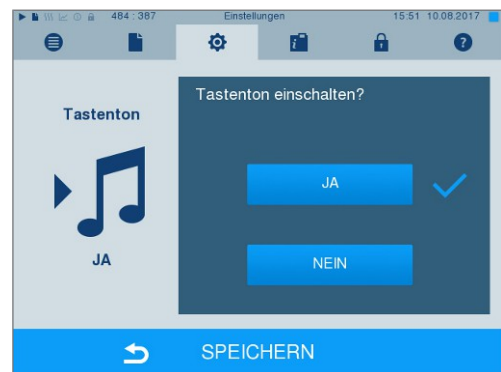 484 : 387 Einstellungen 15:51 10.08.2017
Tastenton
JA
Tastenton einschalten?
JA
NEIN
SPEICHERN